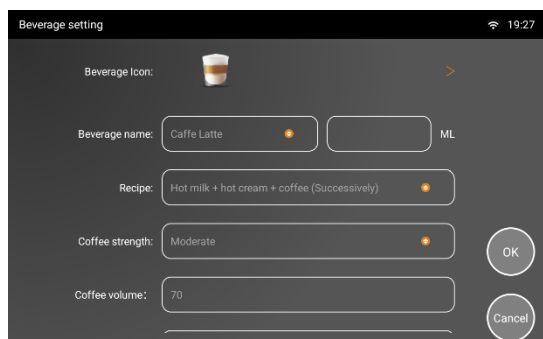 Beverage setting 19:27
Beverage Icon: >
Beverage name: Caffe Latte ML
Recipe: Hot milk + hot cream + coffee (Successively)
Coffee strength: Moderate
OK
Coffee volume: 70
Cancel